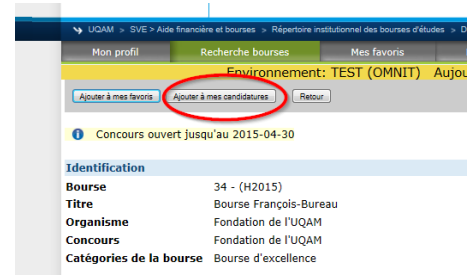 UQAM > SVE > Aide financière et bourses > Répertoire institutionnel des bourses d'études > D
Mon profil Recherche bourses Mes favoris
Environnement: TEST (OMNIT) Aujou
Ajouter à mes favoris Ajouter à mes candidatures Retour
Concours ouvert jusqu'au 2015-04-30
Identification
Bourse 34 - (H2015)
Titre Bourse François-Bureau
Organisme Fondation de l'UQAM
Concours Fondation de l'UQAM
Catégories de la bourse Bourse d'excellence